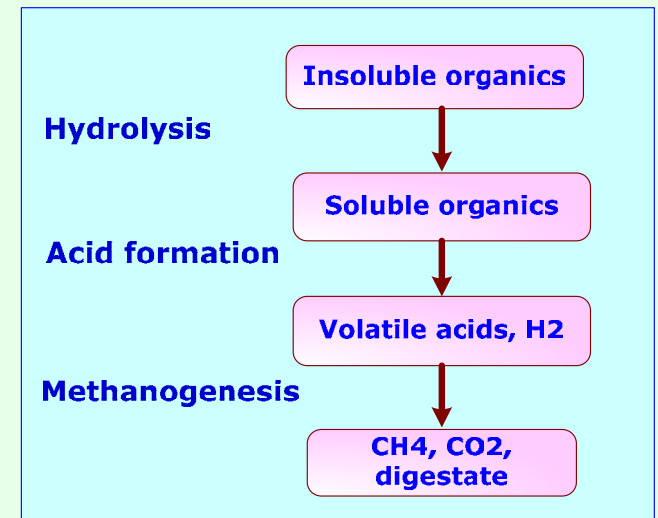 Insoluble organics
Hydrolysis
Soluble organics
Acid formation
Volatile acids, H2
Methanogenesis
CH4, CO2,
digestate